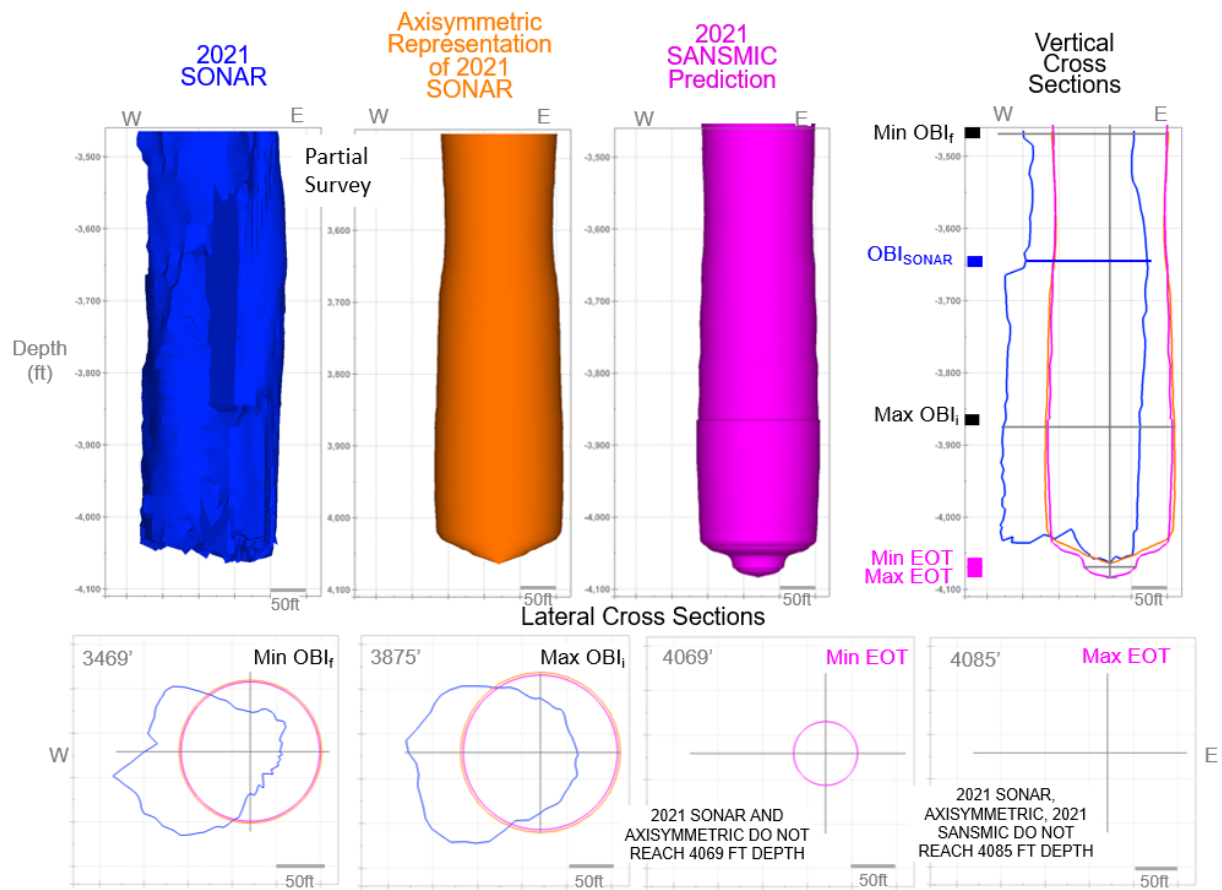 2021
SONAR
Axisymmetric
Representation
of 2021
SONAR
2021
SANSMIC
Prediction
Vertical
Cross
Sections
W
E
W
E
W
E
W
E
Partial
Survey
Depth
(ft)
-3,500
-3,600
-3,700
-3,800
-3,900
-4,000
-4,100
50ft
-3,500
-3,600
-3,700
-3,800
-3,900
-4,000
-4,100
50ft
-3,500
-3,600
-3,700
-3,800
-3,900
-4,000
-4,100
50ft
Min OBIf
OBISONAR
Max OBIi
Min EOT
Max EOT
-3,500
-3,600
-3,700
-3,800
-3,900
-4,000
-4,100
50ft
Lateral Cross Sections
W
3469’
Min OBIf
50ft
3875’
Max OBIi
50ft
4069’
Min EOT
2021 SONAR AND
AXISYMMETRIC DO NOT
REACH 4069 FT DEPTH
50ft
4085’
Max EOT
2021 SONAR,
AXISYMMETRIC, 2021
SANSMIC DO NOT
REACH 4085 FT DEPTH
50ft
E